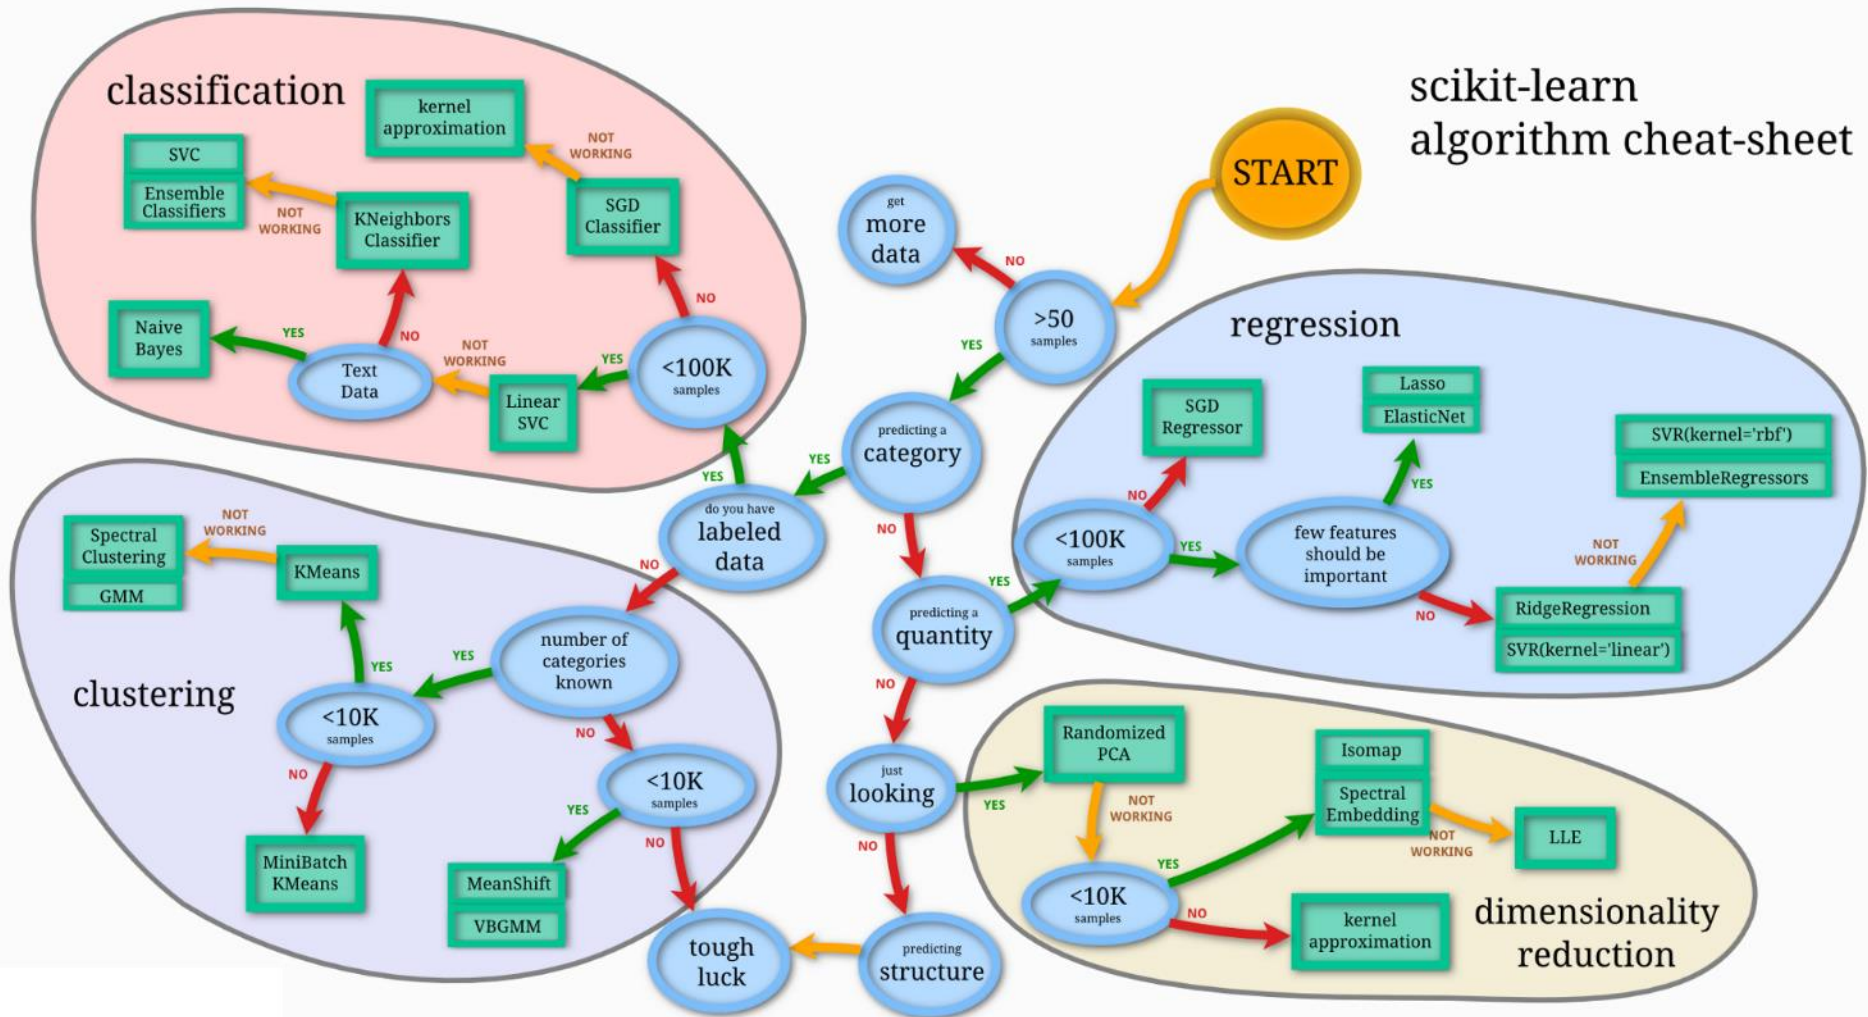 scikit-learn
algorithm cheat-sheet
START
>50
samples
NO
get
more
data
YES
predicting a
category
YES
do you have
labeled
data
YES
NO
NO
classification
<100K
samples
NO
SGD
Classifier
NOT
WORKING
kernel
approximation
YES
Linear
SVC
NOT
WORKING
Text
Data
YES
Naive
Bayes
NO
KNeighbors
Classifier
NOT
WORKING
SVC
Ensemble
Classifiers
clustering
number of
categories
known
YES
<10K
samples
YES
KMeans
NOT
WORKING
Spectral
Clustering
GMM
NO
MiniBatch
KMeans
NO
<10K
samples
YES
MeanShift
VBGMM
NO
tough
luck
predicting a
quantity
YES
NO
regression
<100K
samples
NO
SGD
Regressor
YES
few features
should be
important
YES
Lasso
ElasticNet
NO
RidgeRegression
SVR(kernel='linear')
NOT
WORKING
SVR(kernel='rbf')
EnsembleRegressors
just
looking
YES
NO
predicting
structure
dimensionality
reduction
Randomized
PCA
NOT
WORKING
<10K
samples
YES
Isomap
Spectral
Embedding
NOT
WORKING
LLE
NO
kernel
approximation